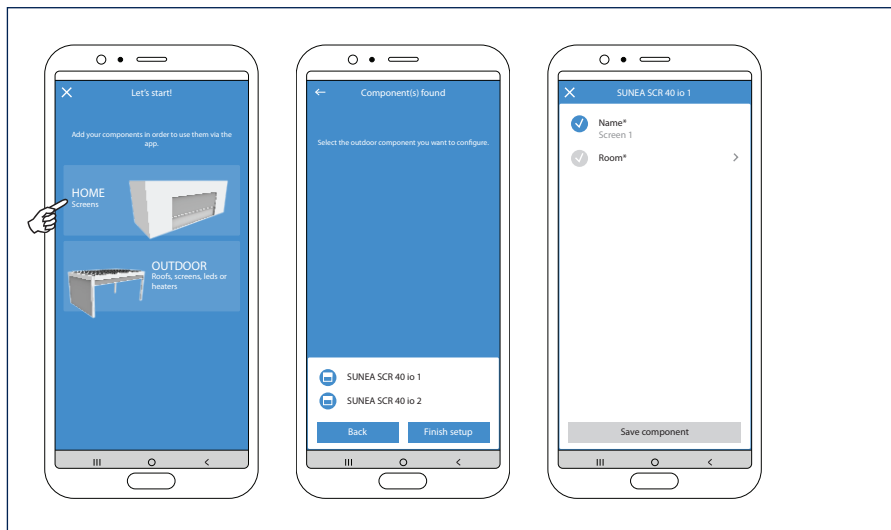 Let's start!
Add your components in order to use them via the
app.
HOME
Screens
OUTDOOR
Roofs, screens, leds or
heaters
Component(s) found
Select the outdoor component you want to configure.
SUNEA SCR 40 io 1
SUNEA SCR 40 io 2
Back
Finish setup
SUNEA SCR 40 io 1
Name*
Screen 1
Room*
Save component